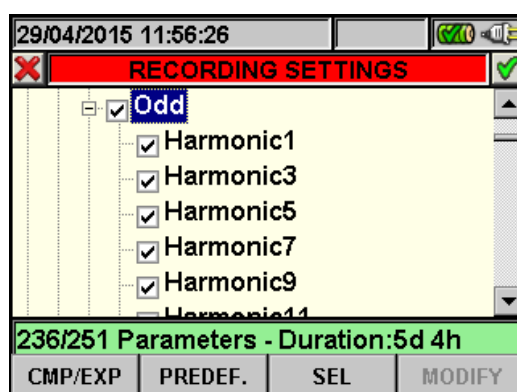 29/04/2015 11:56:26
RECORDING SETTINGS
Odd
Harmonic1
Harmonic3
Harmonic5
Harmonic7
Harmonic9
Harmonic11
236/251 Parameters - Duration:5d 4h
CMP/EXP PREDEF. SEL MODIFY